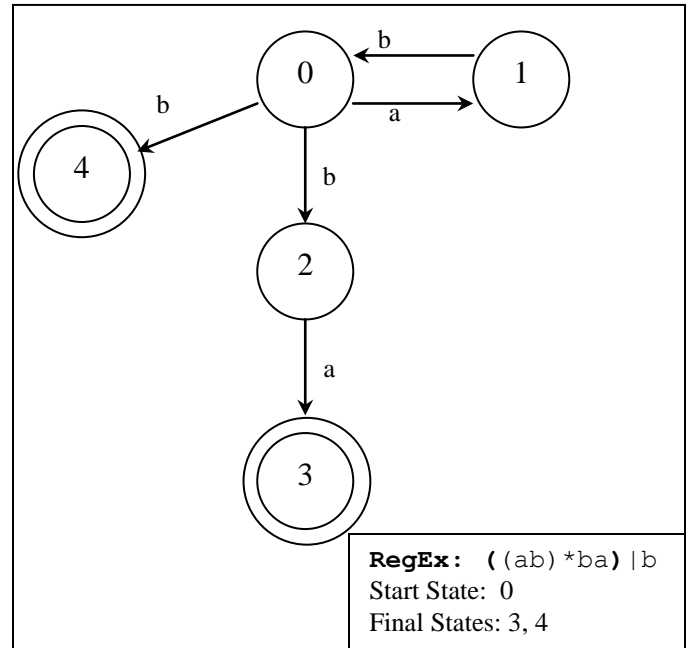 b
0
1
a
b
4
b
2
a
3
RegEx: ((ab)*ba)|b
Start State: 0
Final States: 3, 4